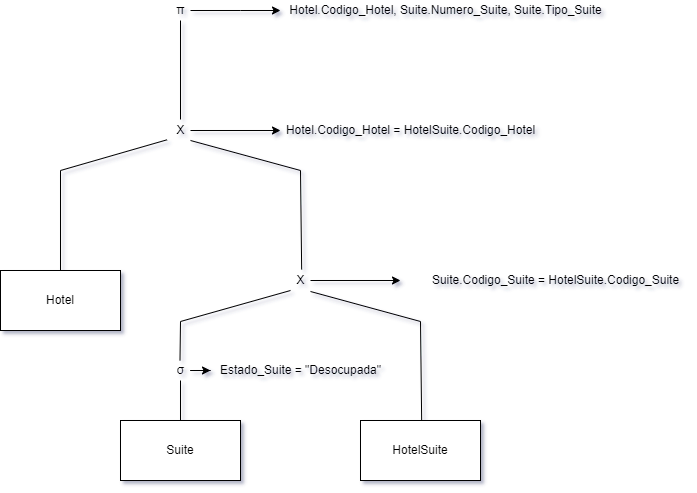 π
Hotel.Codigo_Hotel, Suite.Numero_Suite, Suite.Tipo_Suite
X
Hotel.Codigo_Hotel = HotelSuite.Codigo_Hotel
Hotel
X
Suite.Codigo_Suite = HotelSuite.Codigo_Suite
σ
Estado_Suite = "Desocupada"
Suite
HotelSuite